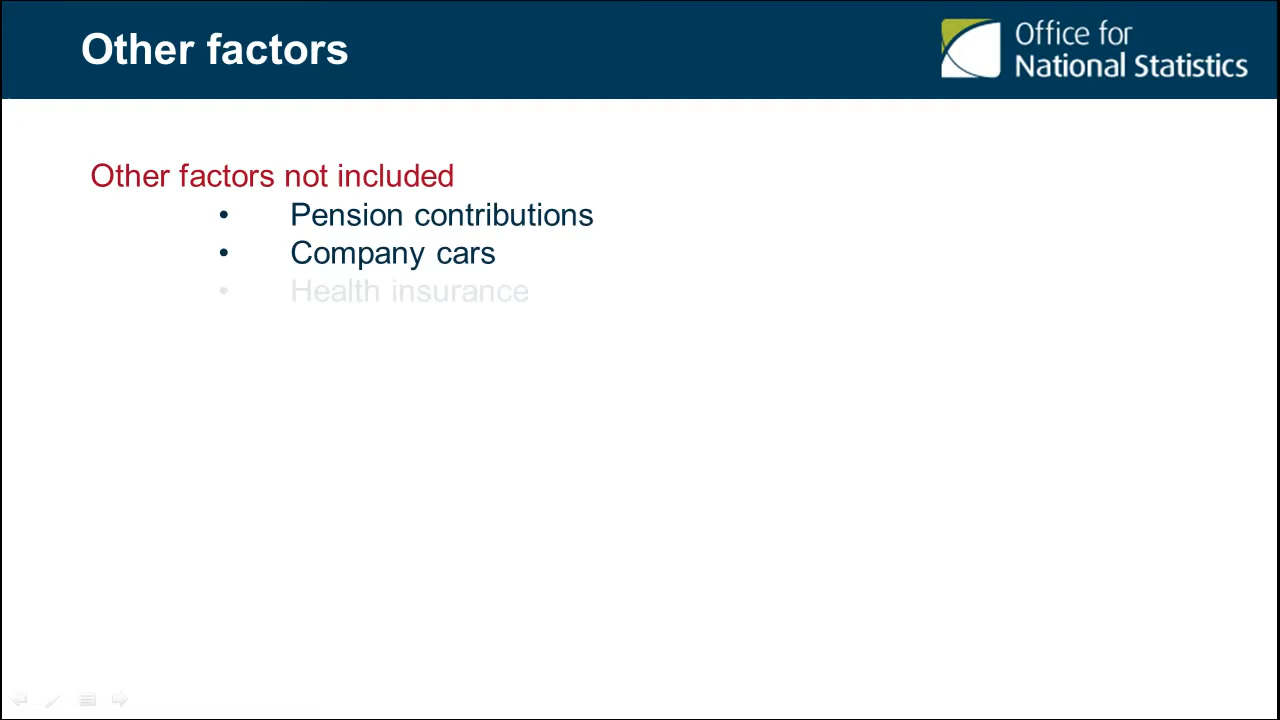 Other factors
Office for
National Statistics
Other factors not included
• Pension contributions
• Company cars
• Health insurance